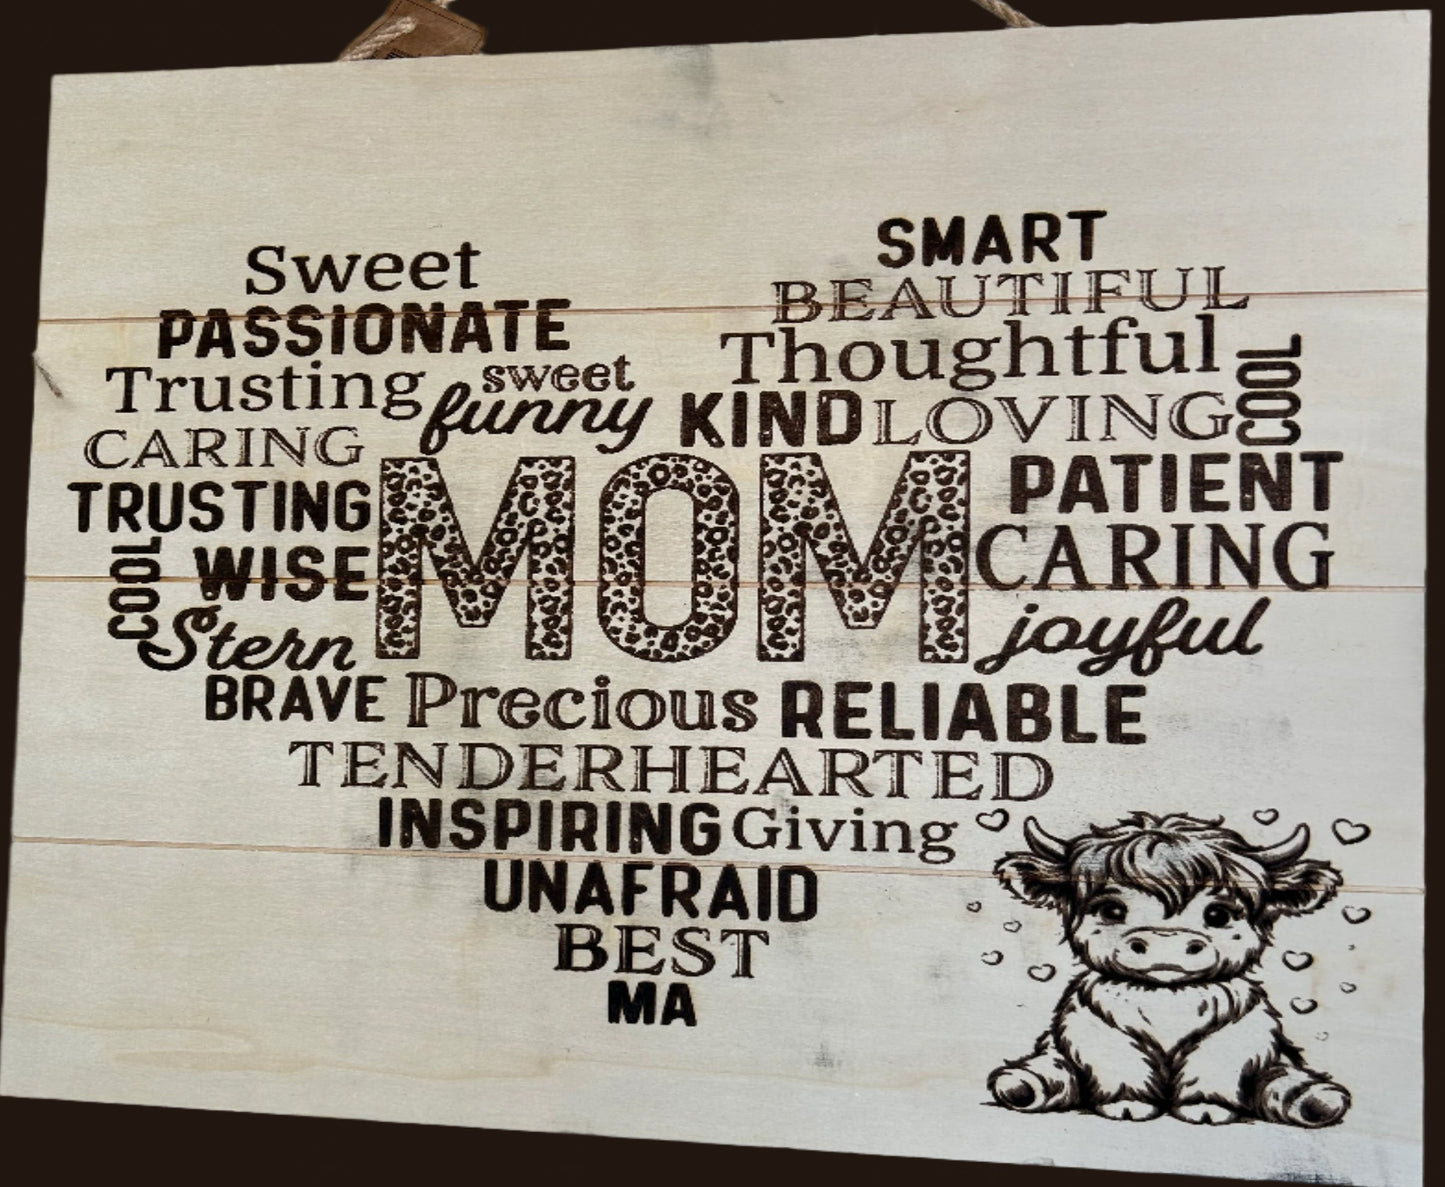 Sweet
SMART
PASSIONATE
BEAUTIFUL
Trusting
sweet
funny
Thoughtful
COOL
KIND LOVING
CARING
TRUSTING
MOM
PATIENT
COOL
WISE
CARING
Stern
joyful
BRAVE Precious RELIABLE
TENDERHEARTED
INSPIRING Giving
UNAFRAID
BEST
MA